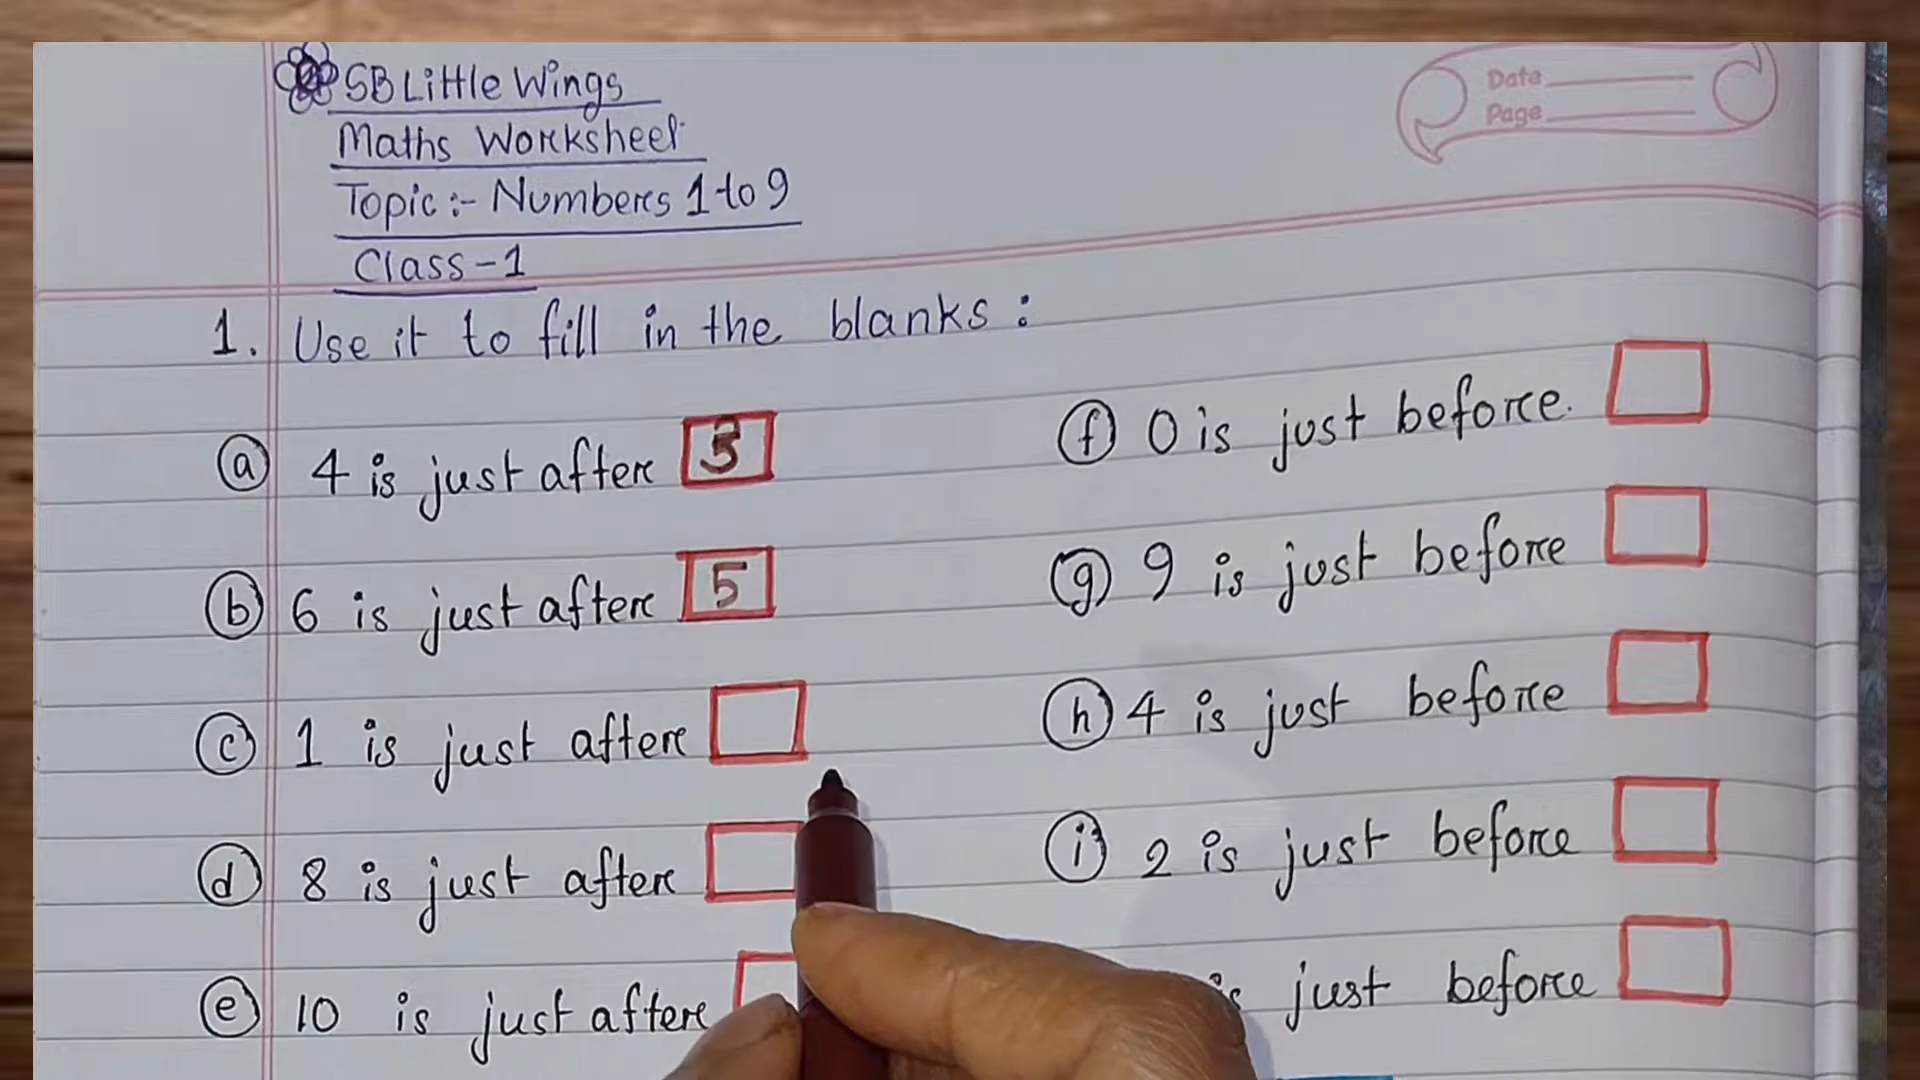 SB Little Wings
Maths Worksheet
Topic :- Numbers 1 to 9
Class - 1
Date
Page
1. Use it to fill in the blanks :
a 4 is just after 3
b 6 is just after 5
c 1 is just after
d 8 is just after
e 10 is just after
f 0 is just before.
g 9 is just before
h 4 is just before
i 2 is just before
is just before